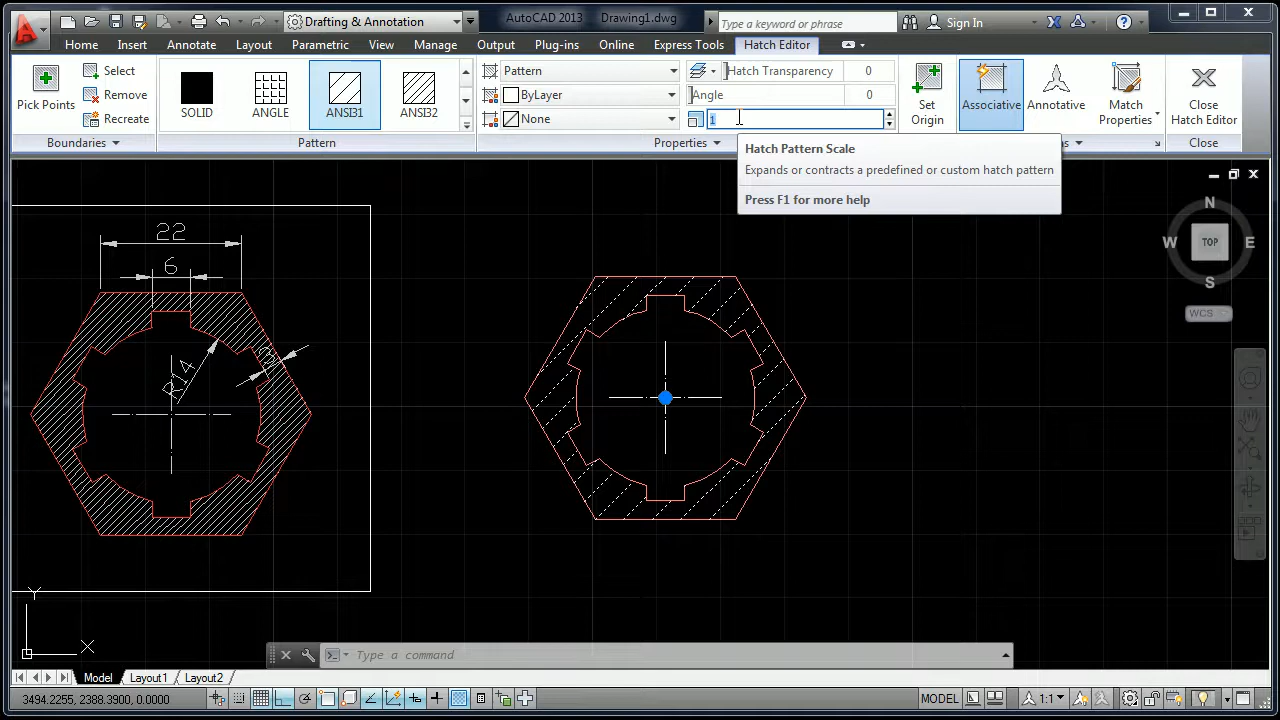 Drafting & Annotation
AutoCAD 2013 Drawing1.dwg
Type a keyword or phrase
Sign In
Home Insert Annotate Layout Parametric View Manage Output Plug-ins Online Express Tools Hatch Editor
Pick Points
Select
Remove
Recreate
Boundaries
SOLID
ANGLE
ANSI31
ANSI32
Pattern
Pattern
ByLayer
None
Hatch Transparency 0
Angle 0
1
Properties
Set
Origin
Associative
Annotative
Match
Properties
Close
Hatch Editor
Close
Hatch Pattern Scale
Expands or contracts a predefined or custom hatch pattern
Press F1 for more help
N
W TOP E
S
WCS
22
6
3
R14
Y
X
Type a command
Model Layout1 Layout2
3494.2255, 2388.3900, 0.0000
MODEL
1:1